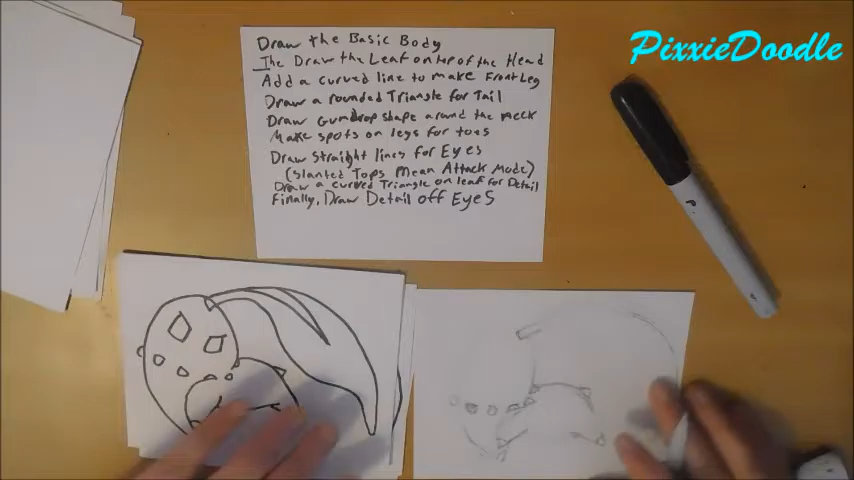 PixxieDoodle
Draw the Basic Body
The Draw the Leaf on top of the Head
Add a curved line to make Front Leg
Draw a rounded Triangle for Tail
Draw Gumdrop shape around the neck
Make spots on legs for toes
Draw straight lines for Eyes
(Slanted Tops Mean Attack Mode)
Draw a curved Triangle on leaf for Detail
Finally, Draw Detail off Eyes